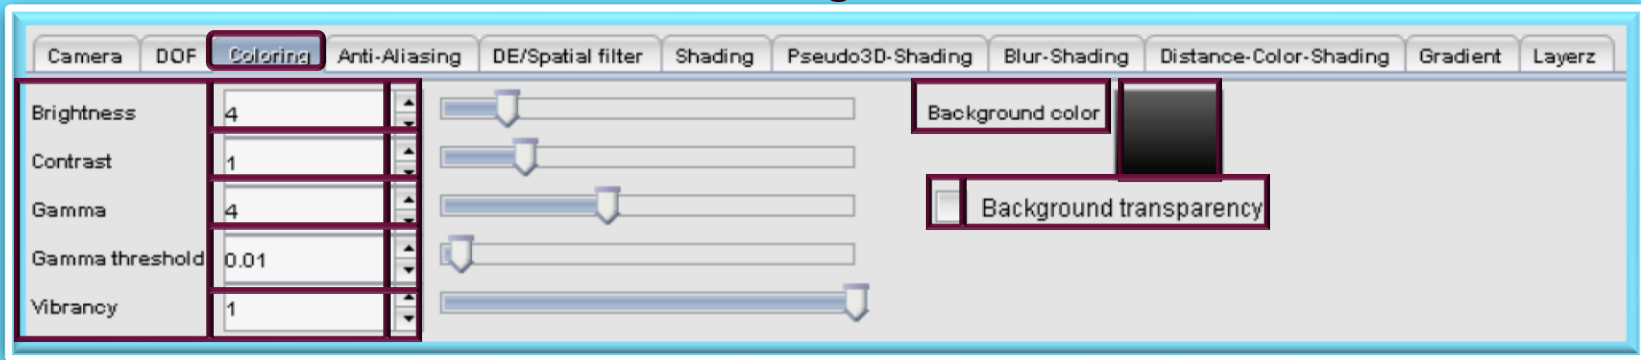 Camera DOF Coloring Anti-Aliasing DE/Spatial filter Shading Pseudo3D-Shading Blur-Shading Distance-Color-Shading Gradient Layerz
Brightness 4 Background color
Contrast 1
Gamma 4 Background transparency
Gamma threshold 0.01
Vibrancy 1